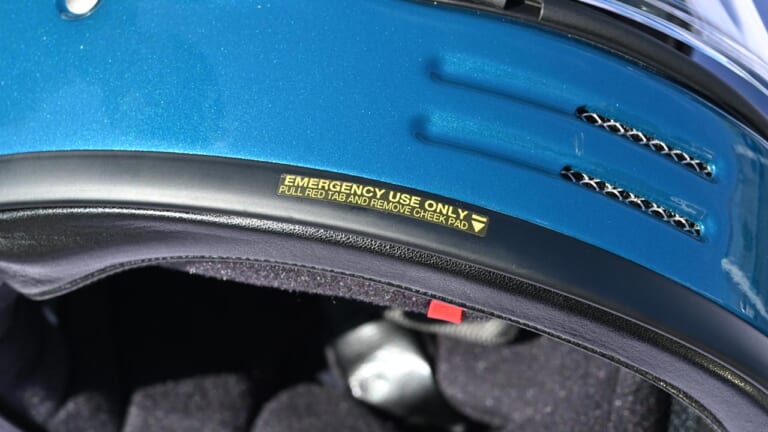 EMERGENCY USE ONLY
PULL RED TAB AND REMOVE CHEEK PAD